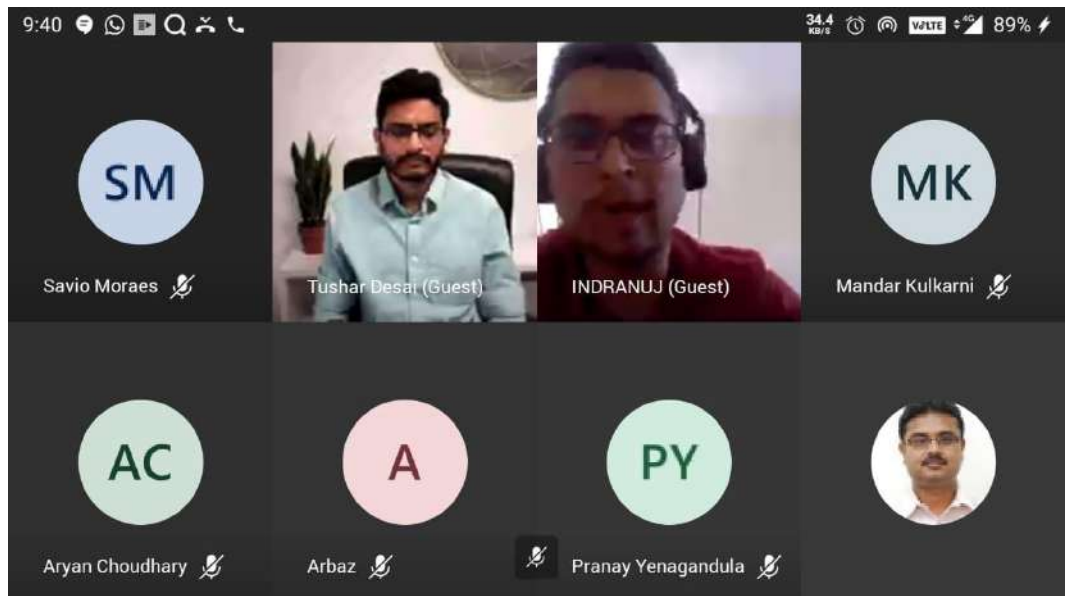 9:40
34.4
KB/S
VoLTE
4G
89%
SM
MK
Savio Moraes
Tushar Desai (Guest)
INDRANUJ (Guest)
Mandar Kulkarni
AC
A
PY
Aryan Choudhary
Arbaz
Pranay Yenagandula